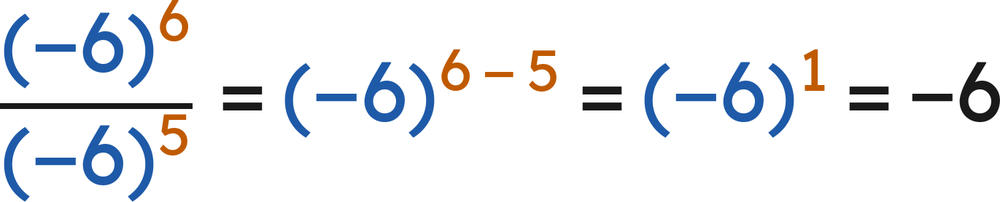 (−6)⁶/(−6)⁵ = (−6)⁶ ⁻ ⁵ = (−6)¹ = −6